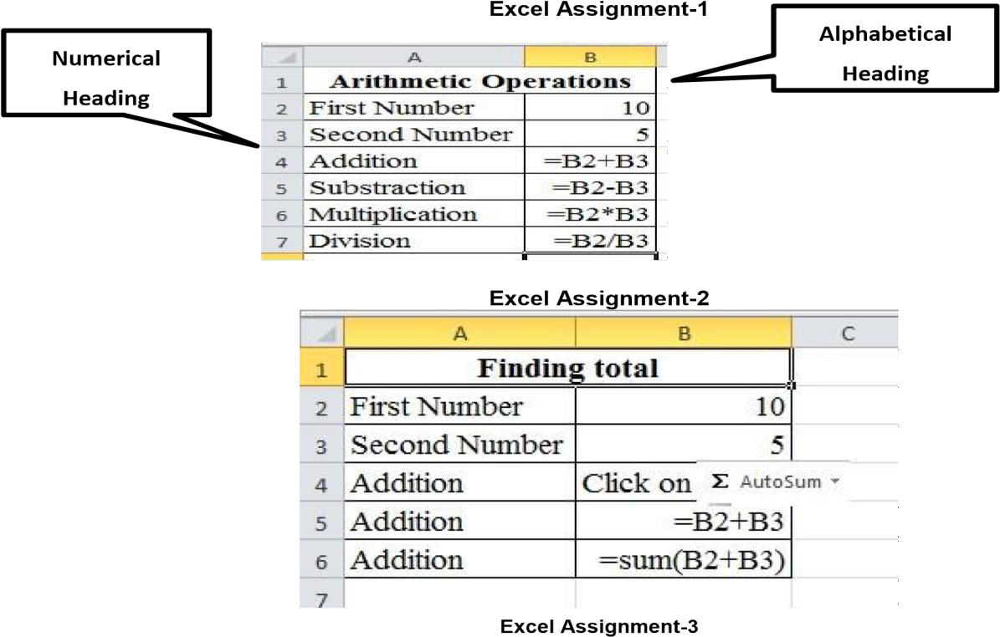 Excel Assignment-1
Numerical
Heading
Alphabetical
Heading
A B
1 Arithmetic Operations
2 First Number 10
3 Second Number 5
4 Addition =B2+B3
5 Substraction =B2-B3
6 Multiplication =B2*B3
7 Division =B2/B3
Excel Assignment-2
A B C
1 Finding total
2 First Number 10
3 Second Number 5
4 Addition Click on Σ AutoSum
5 Addition =B2+B3
6 Addition =sum(B2+B3)
7
Excel Assignment-3